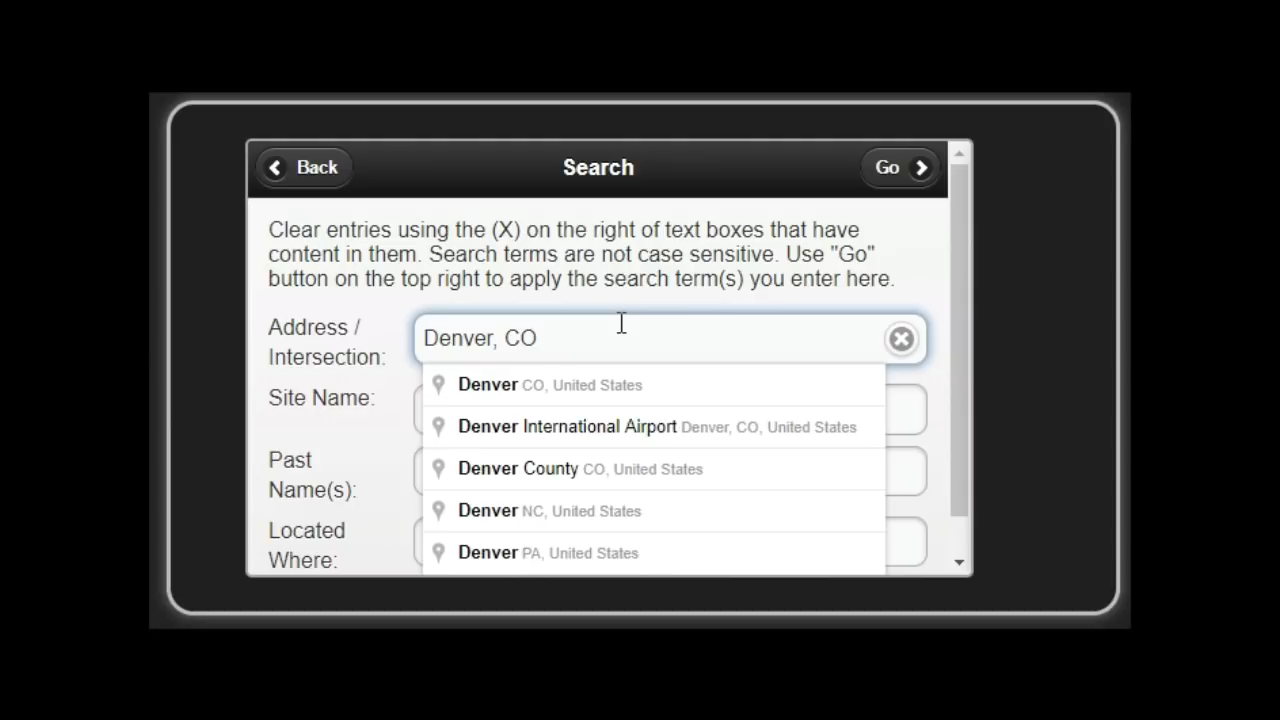 Back
Search
Go
Clear entries using the (X) on the right of text boxes that have
content in them. Search terms are not case sensitive. Use "Go"
button on the top right to apply the search term(s) you enter here.
Address /
Intersection:
Denver, CO
Denver CO, United States
Site Name:
Denver International Airport Denver, CO, United States
Past
Name(s):
Denver County CO, United States
Denver NC, United States
Located
Where:
Denver PA, United States